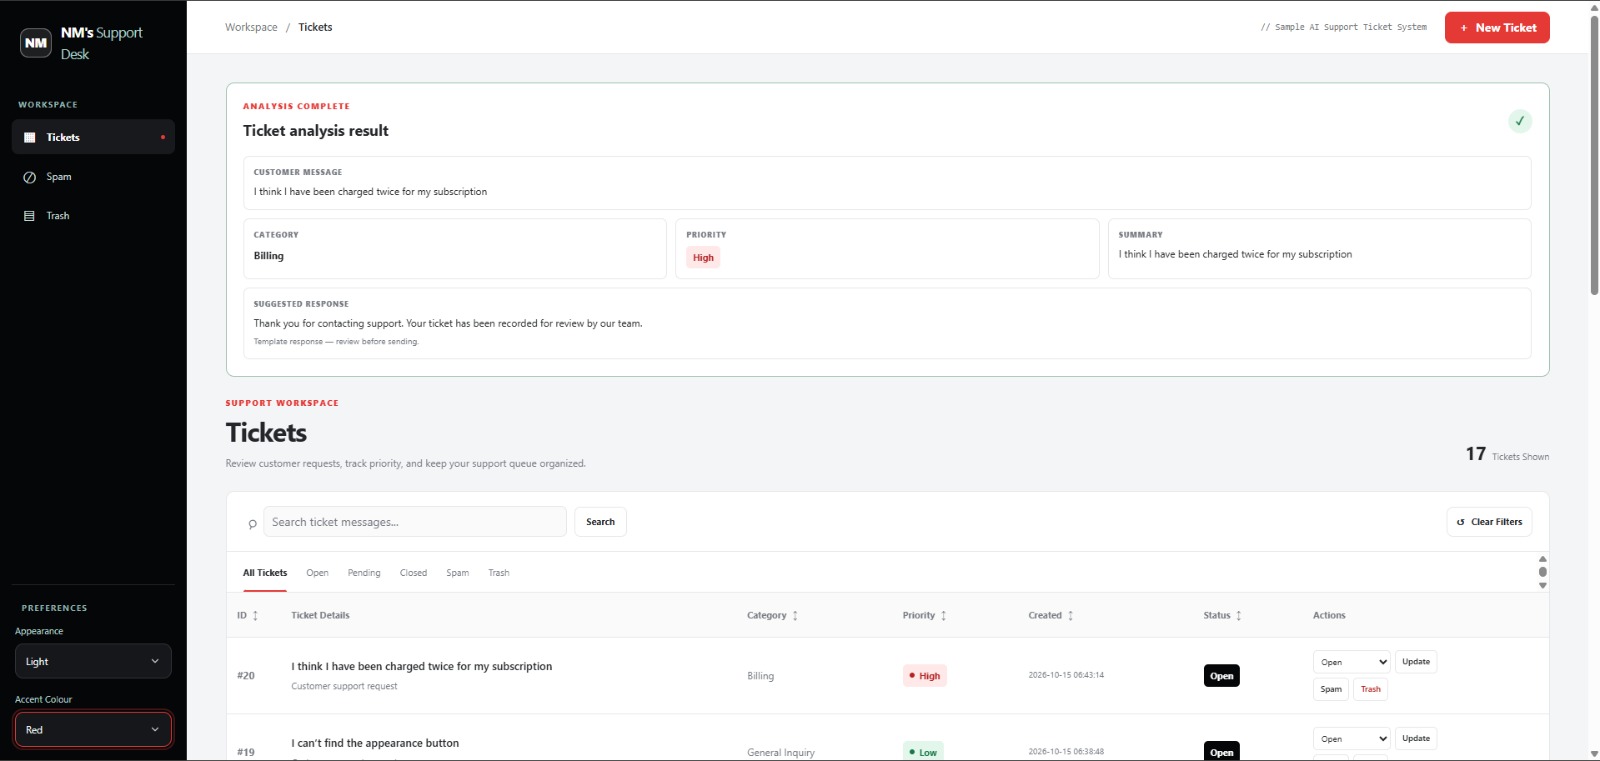 NM
NM's Support
Desk
WORKSPACE
Tickets
Spam
Trash
PREFERENCES
Appearance
Light
Accent Colour
Red
Workspace / Tickets
// Sample AI Support Ticket System
+ New Ticket
ANALYSIS COMPLETE
Ticket analysis result
CUSTOMER MESSAGE
I think I have been charged twice for my subscription
CATEGORY
Billing
PRIORITY
High
SUMMARY
I think I have been charged twice for my subscription
SUGGESTED RESPONSE
Thank you for contacting support. Your ticket has been recorded for review by our team.
Template response — review before sending.
SUPPORT WORKSPACE
Tickets
Review customer requests, track priority, and keep your support queue organized.
17 Tickets Shown
Search ticket messages...
Search
Clear Filters
All Tickets Open Pending Closed Spam Trash
ID Ticket Details Category Priority Created Status Actions
#20 I think I have been charged twice for my subscription
Customer support request
Billing High 2026-10-15 06:43:14 Open
Open Update
Spam Trash
#19 I can't find the appearance button
General Inquiry Low 2026-10-15 06:38:48 Open
Open Update